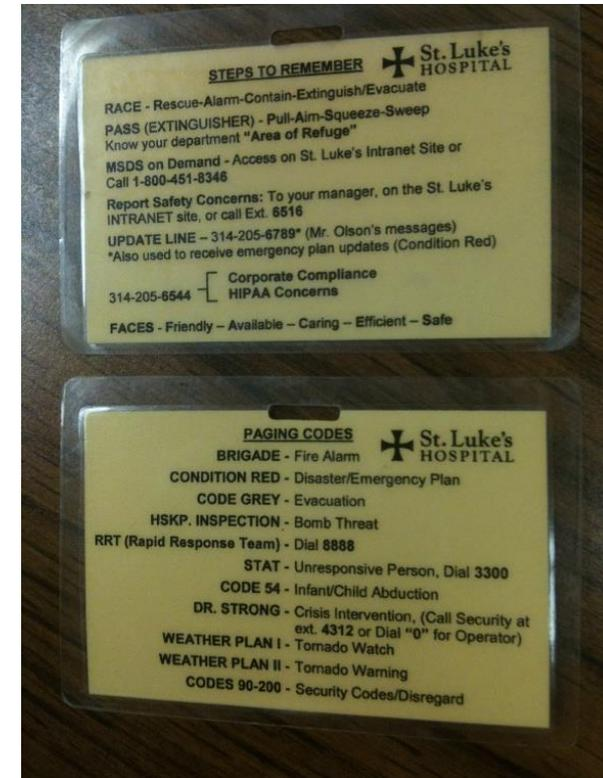 STEPS TO REMEMBER
St. Luke's
HOSPITAL
RACE - Rescue-Alarm-Contain-Extinguish/Evacuate
PASS (EXTINGUISHER) - Pull-Aim-Squeeze-Sweep
Know your department "Area of Refuge"
MSDS on Demand - Access on St. Luke's Intranet Site or
Call 1-800-451-8346
Report Safety Concerns: To your manager, on the St. Luke's
INTRANET site, or call Ext. 6516
UPDATE LINE – 314-205-6789* (Mr. Olson's messages)
*Also used to receive emergency plan updates (Condition Red)
Corporate Compliance
314-205-6544
HIPAA Concerns
FACES - Friendly – Available – Caring – Efficient – Safe
PAGING CODES
St. Luke's
HOSPITAL
BRIGADE - Fire Alarm
CONDITION RED - Disaster/Emergency Plan
CODE GREY - Evacuation
HSKP. INSPECTION - Bomb Threat
RRT (Rapid Response Team) - Dial 8888
STAT - Unresponsive Person, Dial 3300
CODE 54 - Infant/Child Abduction
DR. STRONG - Crisis Intervention, (Call Security at
ext. 4312 or Dial "0" for Operator)
WEATHER PLAN I - Tornado Watch
WEATHER PLAN II - Tornado Warning
CODES 90-200 - Security Codes/Disregard